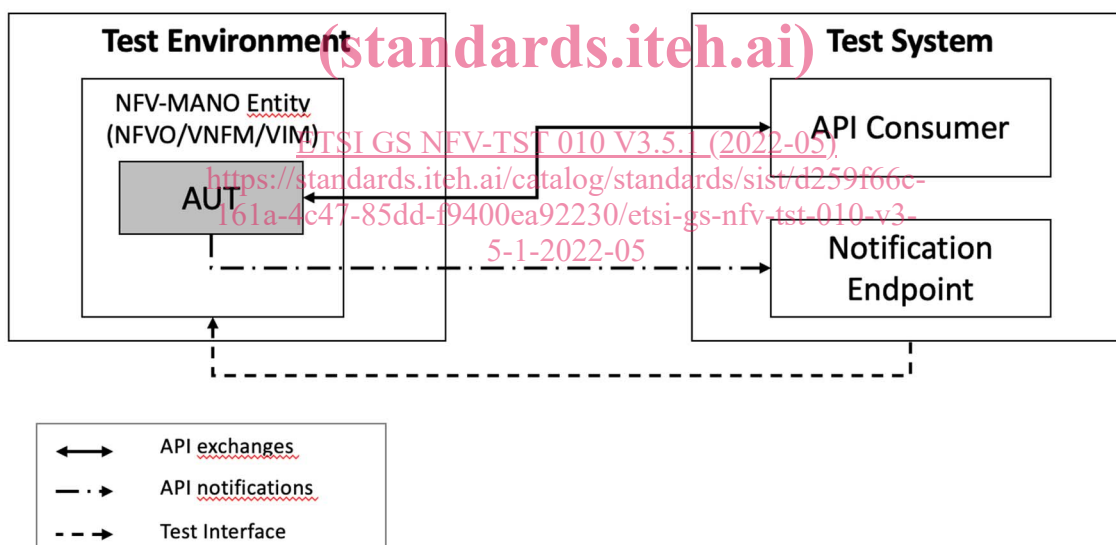 (standards.iteh.ai)
Test Environment
Test System
NFV-MANO Entity
(NFVO/VNFM/VIM)
API Consumer
ETSI GS NFV-TST 010 V3.5.1 (2022-05)
https://standards.iteh.ai/catalog/standards/sist/d259f66c-
AUT
161a-4c47-85dd-f9400ea92230/etsi-gs-nfv-tst-010-v3-
5-1-2022-05
Notification
Endpoint
API exchanges
API notifications
Test Interface